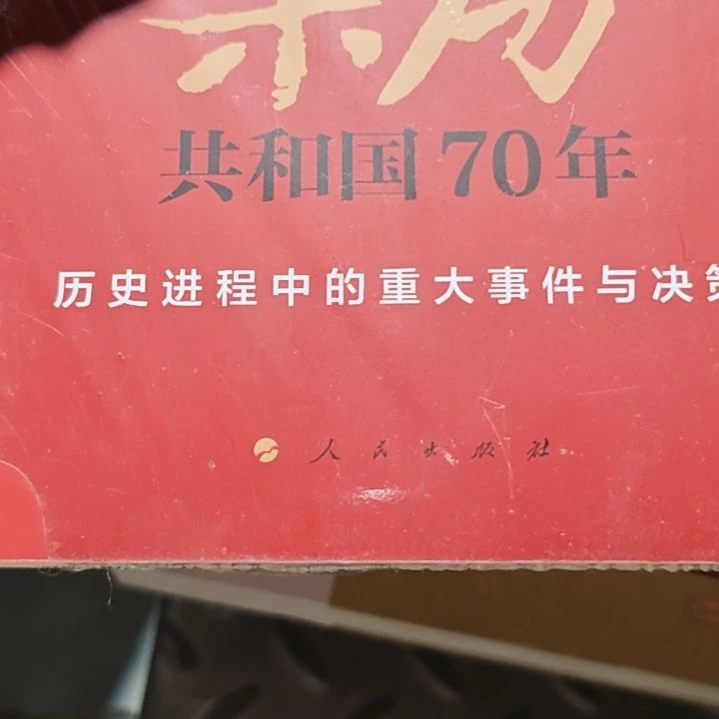 共和国70年
历史进程中的重大事件与决策
人民出版社